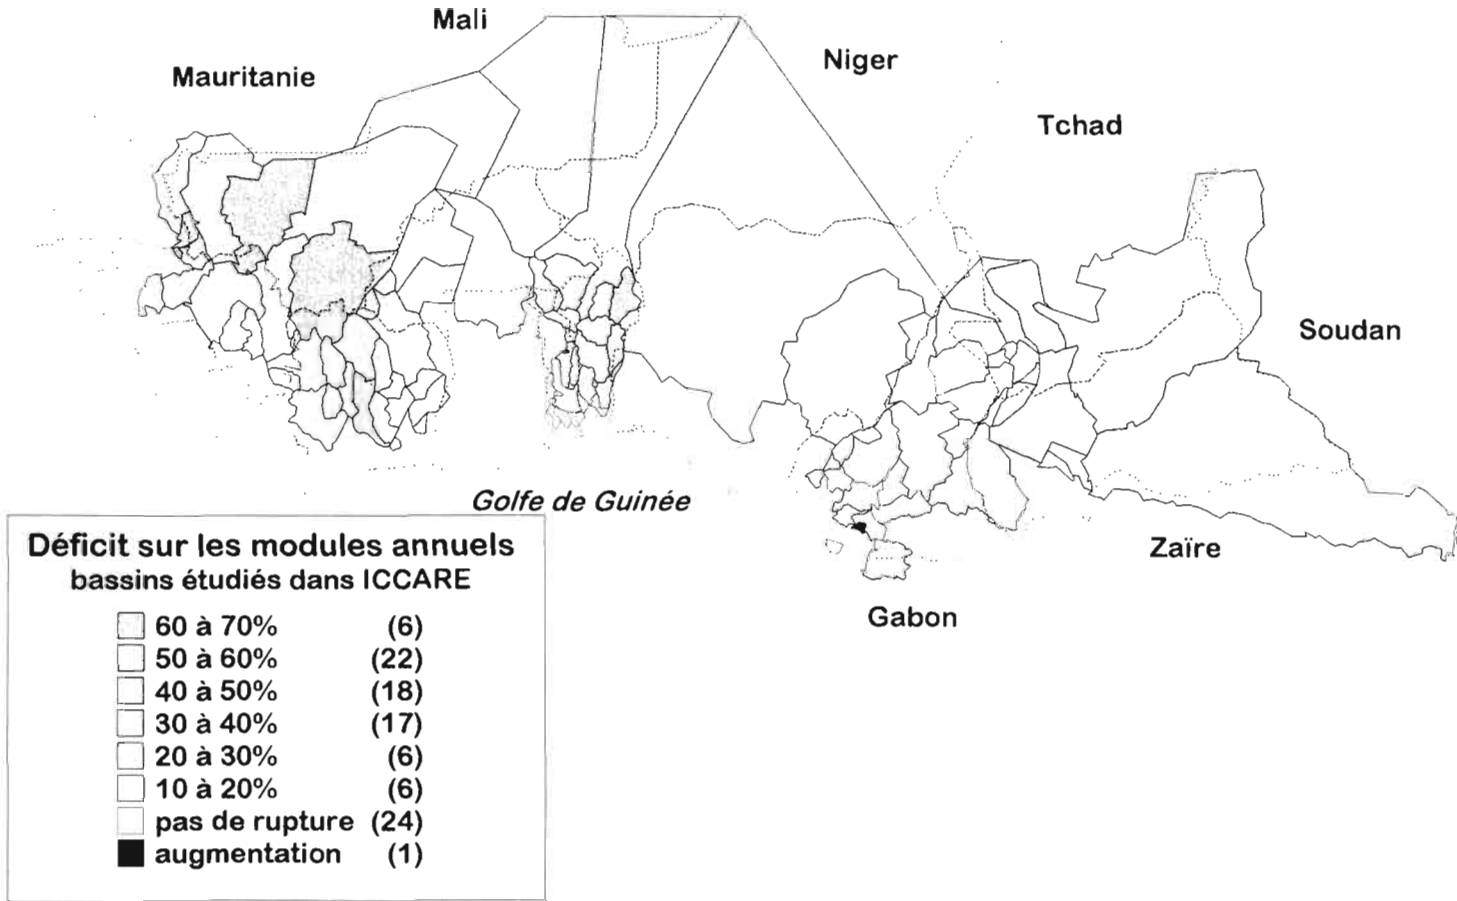 Mali
Mauritanie
Niger
Tchad
Soudan
Golfe de Guinée
Zaïre
Gabon
Déficit sur les modules annuels
bassins étudiés dans ICCARE
60 à 70% (6)
50 à 60% (22)
40 à 50% (18)
30 à 40% (17)
20 à 30% (6)
10 à 20% (6)
pas de rupture (24)
augmentation (1)